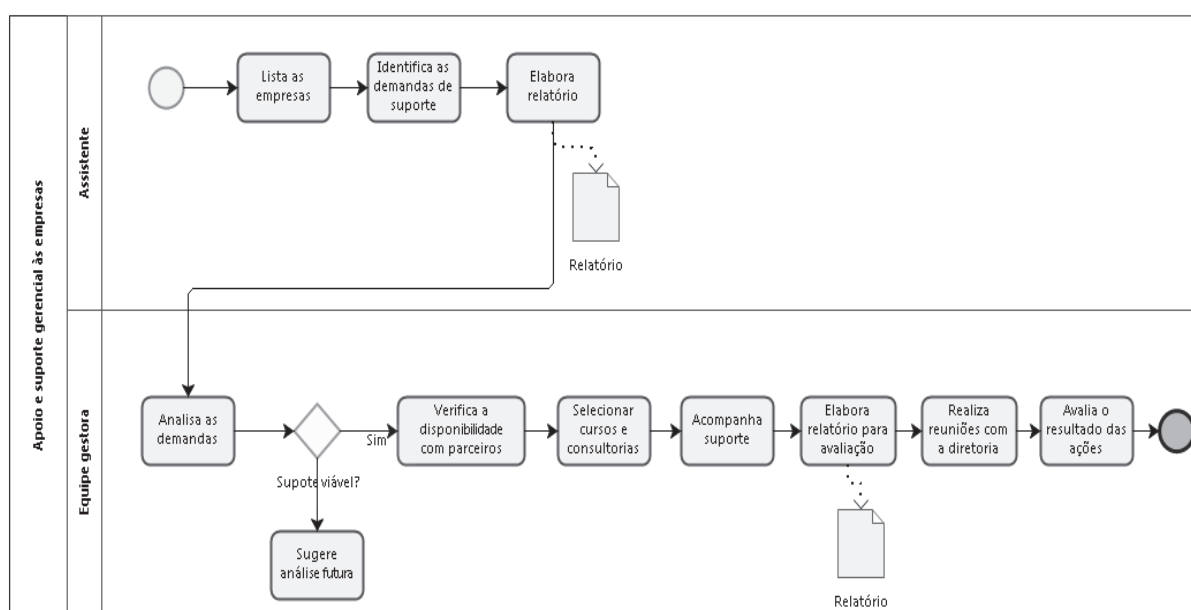 Apoio e suporte gerencial às empresas
Assistente
Lista as
empresas
Identifica as
demandas de
suporte
Elabora
relatório
Relatório
Equipe gestora
Analisa as
demandas
Supote viável?
Sim
Sugere
análise futura
Verifica a
disponibilidade
com parceiros
Selecionar
cursos e
consultorias
Acompanha
suporte
Elabora
relatório para
avaliação
Relatório
Realiza
reuniões com
a diretoria
Avalia o
resultado das
ações